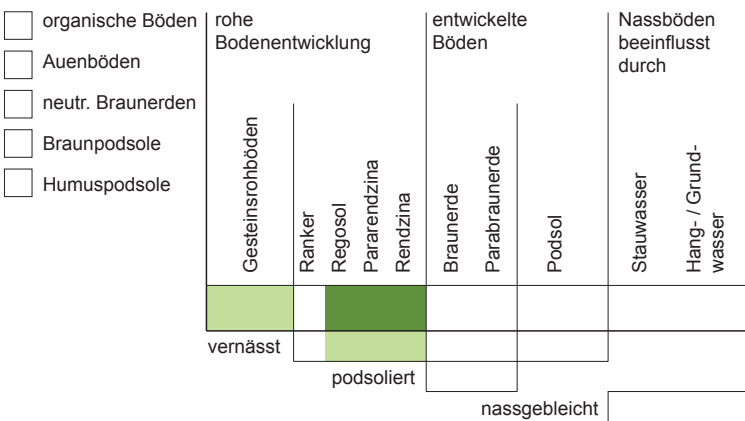 organische Böden
Auenböden
neutr. Braunerden
Braunpodsole
Humuspodsole
rohe
Bodenentwicklung
entwickelte
Böden
Nassböden
beeinflusst
durch
Gesteinsrohböden
Ranker
Regosol
Pararendzina
Rendzina
Braunerde
Parabraunerde
Podsol
Stauwasser
Hang- / Grund-
wasser
vernässt
podsoliert
nassgebleicht